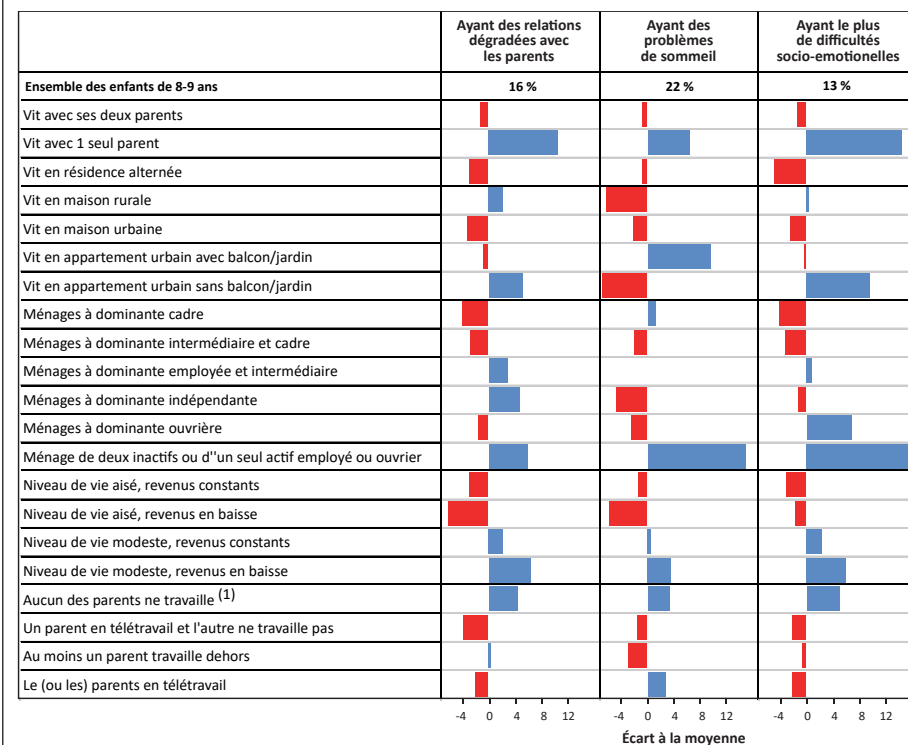 Ayant des relations
dégradées avec
les parents
Ayant des
problèmes
de sommeil
Ayant le plus
de difficultés
socio-emotionelles
Ensemble des enfants de 8-9 ans 16 % 22 % 13 %
Vit avec ses deux parents
Vit avec 1 seul parent
Vit en résidence alternée
Vit en maison rurale
Vit en maison urbaine
Vit en appartement urbain avec balcon/jardin
Vit en appartement urbain sans balcon/jardin
Ménages à dominante cadre
Ménages à dominante intermédiaire et cadre
Ménages à dominante employée et intermédiaire
Ménages à dominante indépendante
Ménages à dominante ouvrière
Ménage de deux inactifs ou d''un seul actif employé ou ouvrier
Niveau de vie aisé, revenus constants
Niveau de vie aisé, revenus en baisse
Niveau de vie modeste, revenus constants
Niveau de vie modeste, revenus en baisse
Aucun des parents ne travaille (1)
Un parent en télétravail et l'autre ne travaille pas
Au moins un parent travaille dehors
Le (ou les) parents en télétravail
-4 0 4 8 12 -4 0 4 8 12 -4 0 4 8 12
Écart à la moyenne